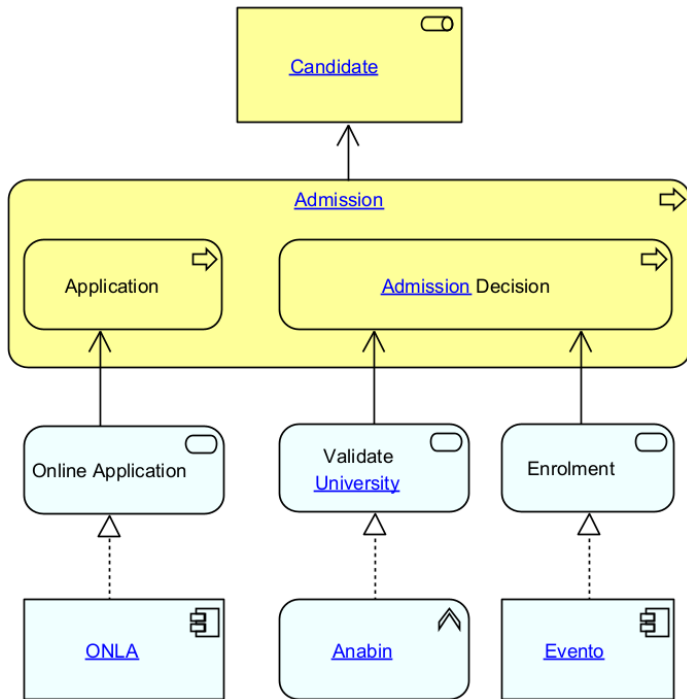 Candidate
Admission
Application
Admission Decision
Online Application
Validate
University
Enrolment
ONLA
Anabin
Evento